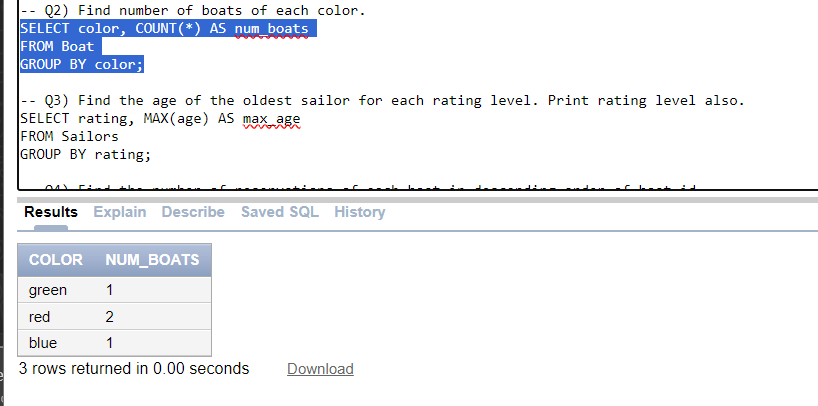 -- Q2) Find number of boats of each color.
SELECT color, COUNT(*) AS num_boats
FROM Boat
GROUP BY color;
-- Q3) Find the age of the oldest sailor for each rating level. Print rating level also.
SELECT rating, MAX(age) AS max_age
FROM Sailors
GROUP BY rating;
Results Explain Describe Saved SQL History
COLOR NUM_BOATS
green 1
red 2
blue 1
3 rows returned in 0.00 seconds Download